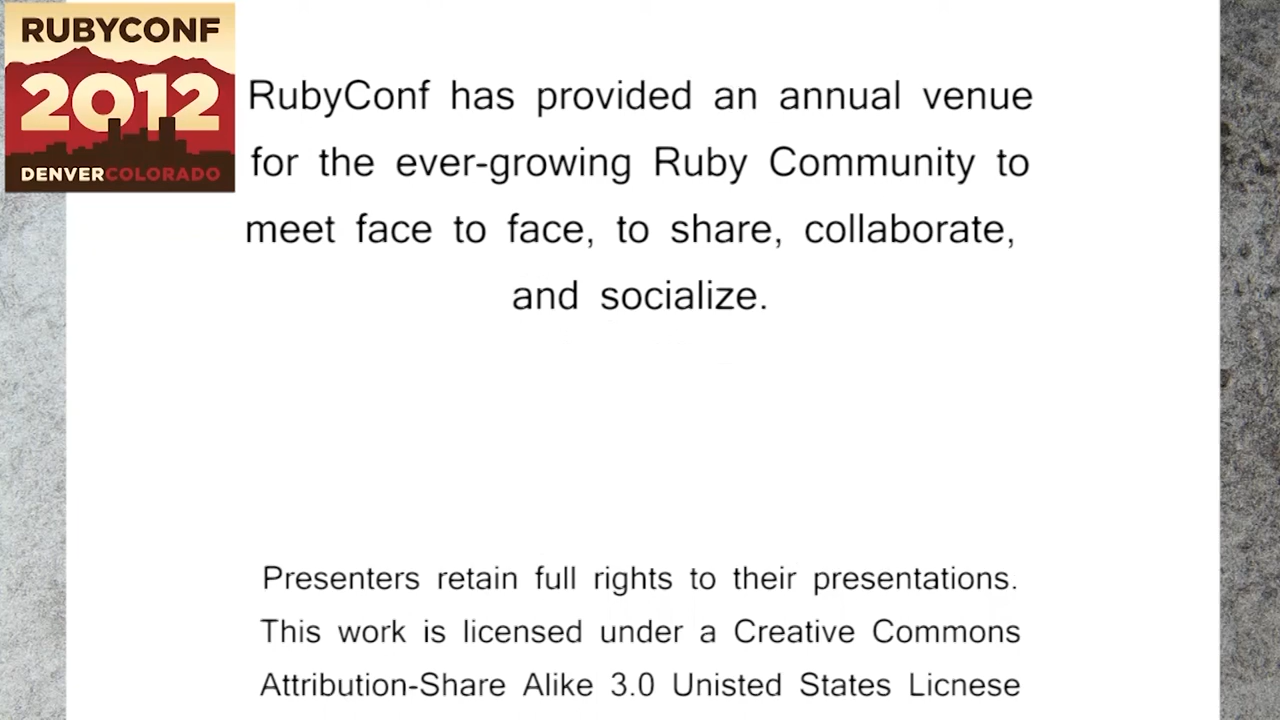 RUBYCONF
2012
DENVERCOLORADO
RubyConf has provided an annual venue
for the ever-growing Ruby Community to
meet face to face, to share, collaborate,
and socialize.
Presenters retain full rights to their presentations.
This work is licensed under a Creative Commons
Attribution-Share Alike 3.0 Unisted States Licnese